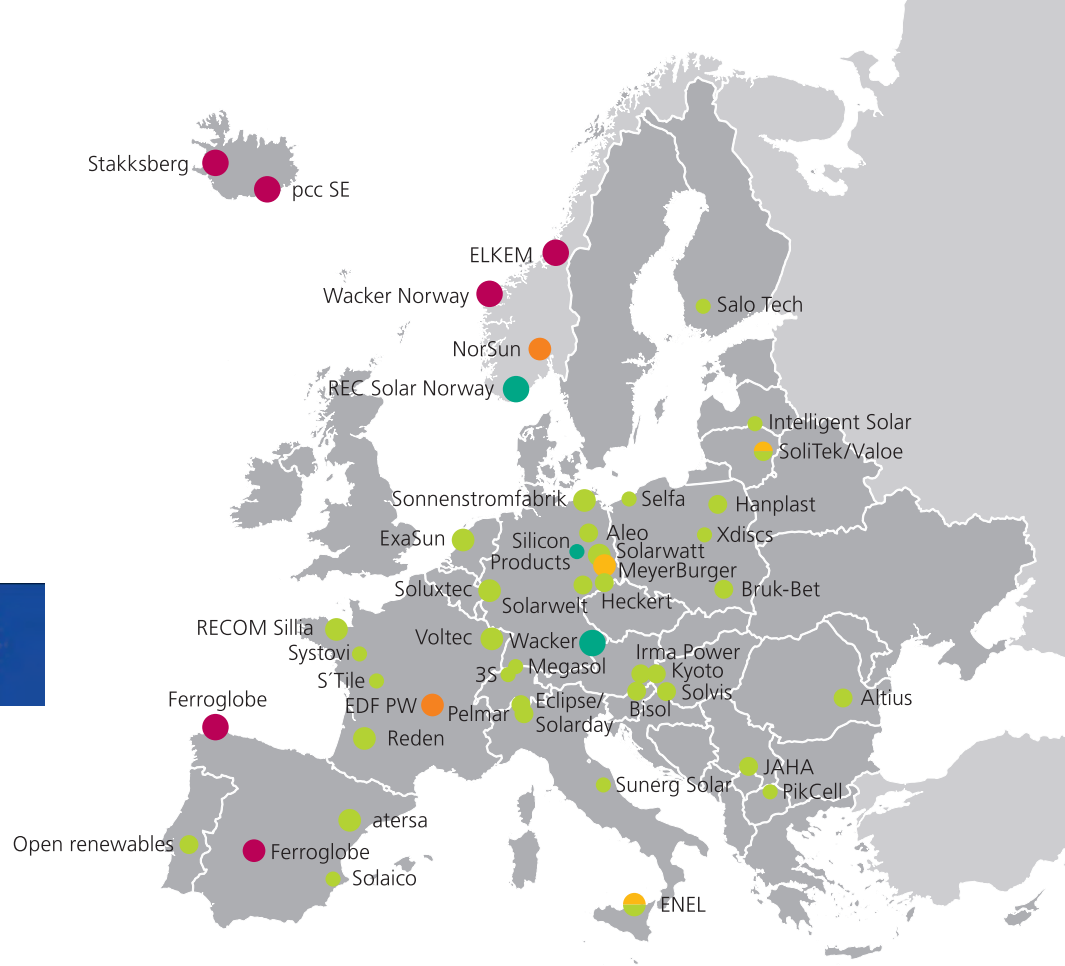 Stakksberg
pcc SE
ELKEM
Wacker Norway
Salo Tech
NorSun
REC Solar Norway
Intelligent Solar
SoliTek/Valoe
Sonnenstromfabrik
Selfa
Hanplast
ExaSun
Silicon
Products
Aleo
Xdiscs
Solarwatt
MeyerBurger
Soluxtec
Solarwelt
Heckert
Bruk-Bet
RECOM Sillia
Voltec
Wacker
Systovi
Irma Power
3S
Megasol
Kyoto
S´Tile
Solvis
Ferroglobe
EDF PW
Pelmar
Eclipse/
Solarday
Bisol
Altius
Reden
JAHA
Sunerg Solar
PikCell
atersa
Open renewables
Ferroglobe
Solaico
ENEL